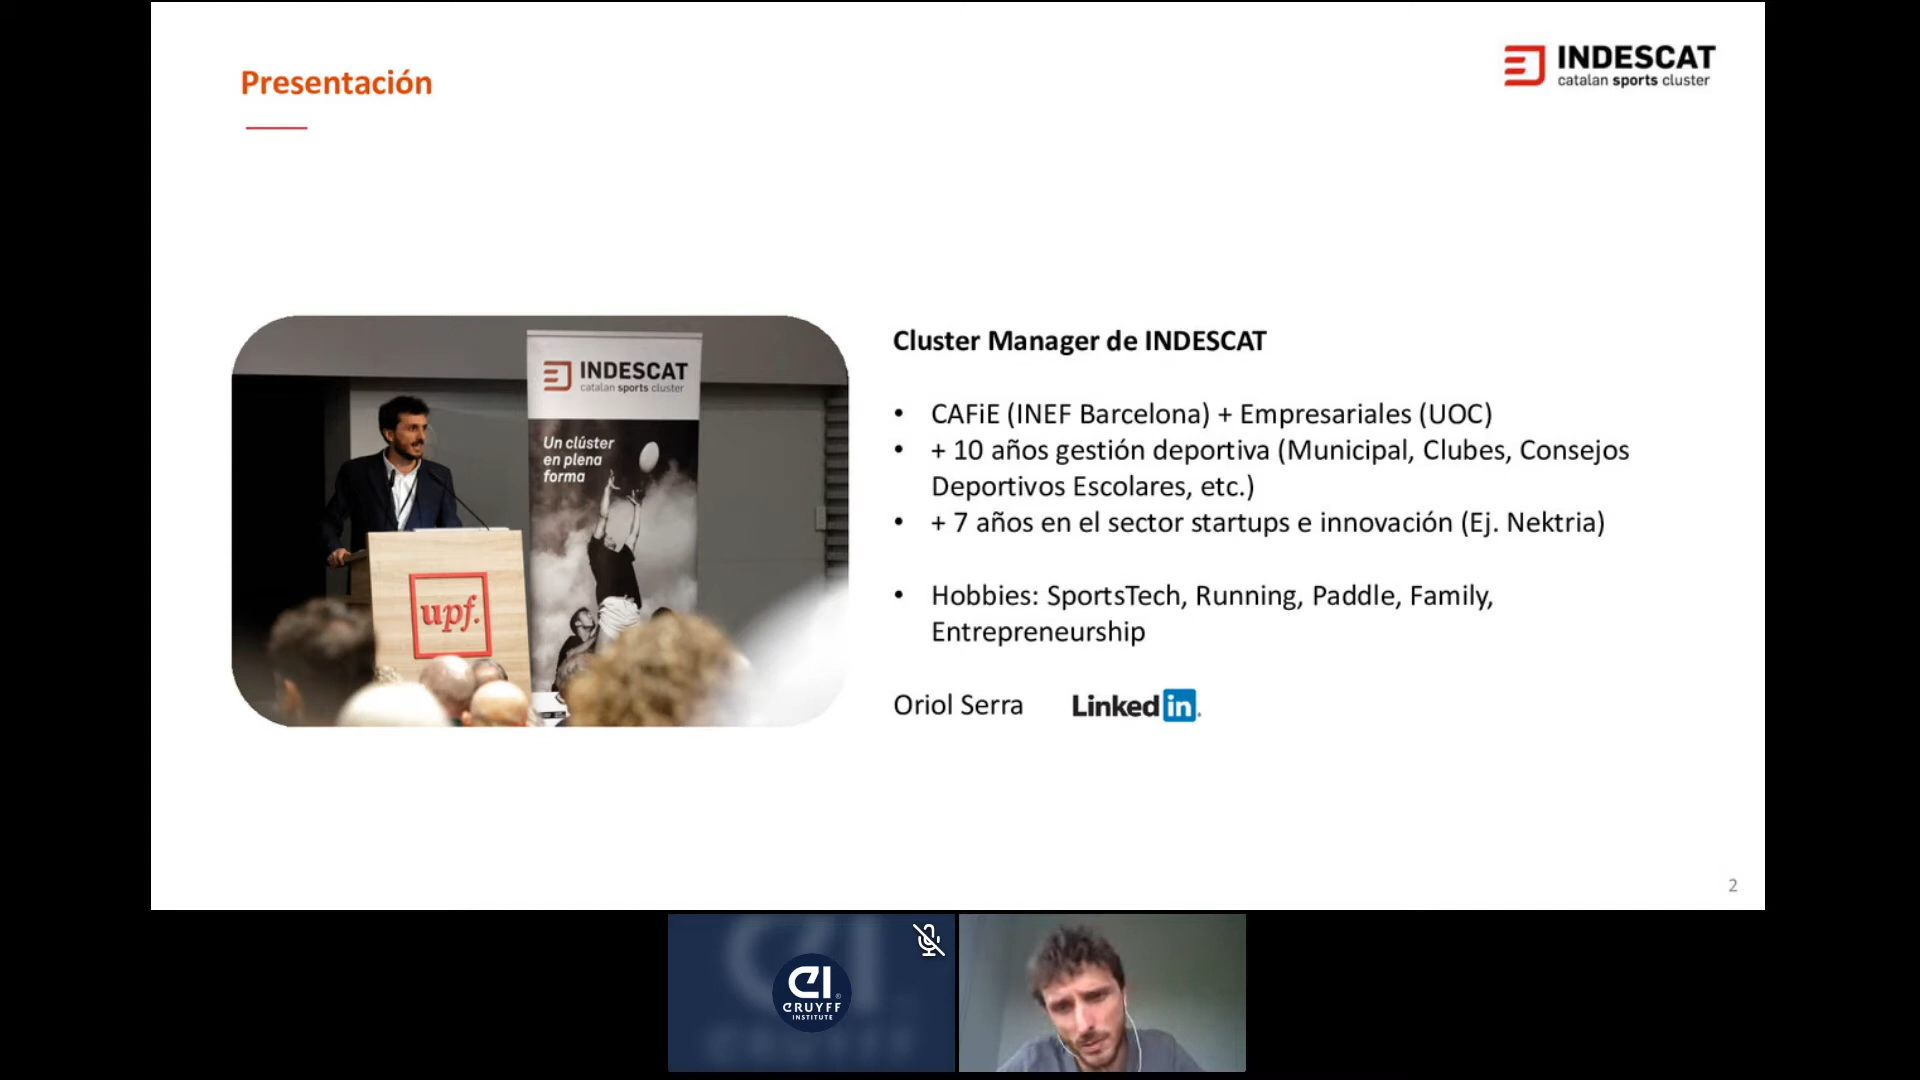 Presentación
INDESCAT
catalan sports cluster
INDESCAT
catalan sports cluster
Un clúster
en plena
forma
upf.
Cluster Manager de INDESCAT
• CAFiE (INEF Barcelona) + Empresariales (UOC)
• + 10 años gestión deportiva (Municipal, Clubes, Consejos
Deportivos Escolares, etc.)
• + 7 años en el sector startups e innovación (Ej. Nektria)
• Hobbies: SportsTech, Running, Paddle, Family,
Entrepreneurship
Oriol Serra LinkedIn
2
CI
CRUYFF
INSTITUTE